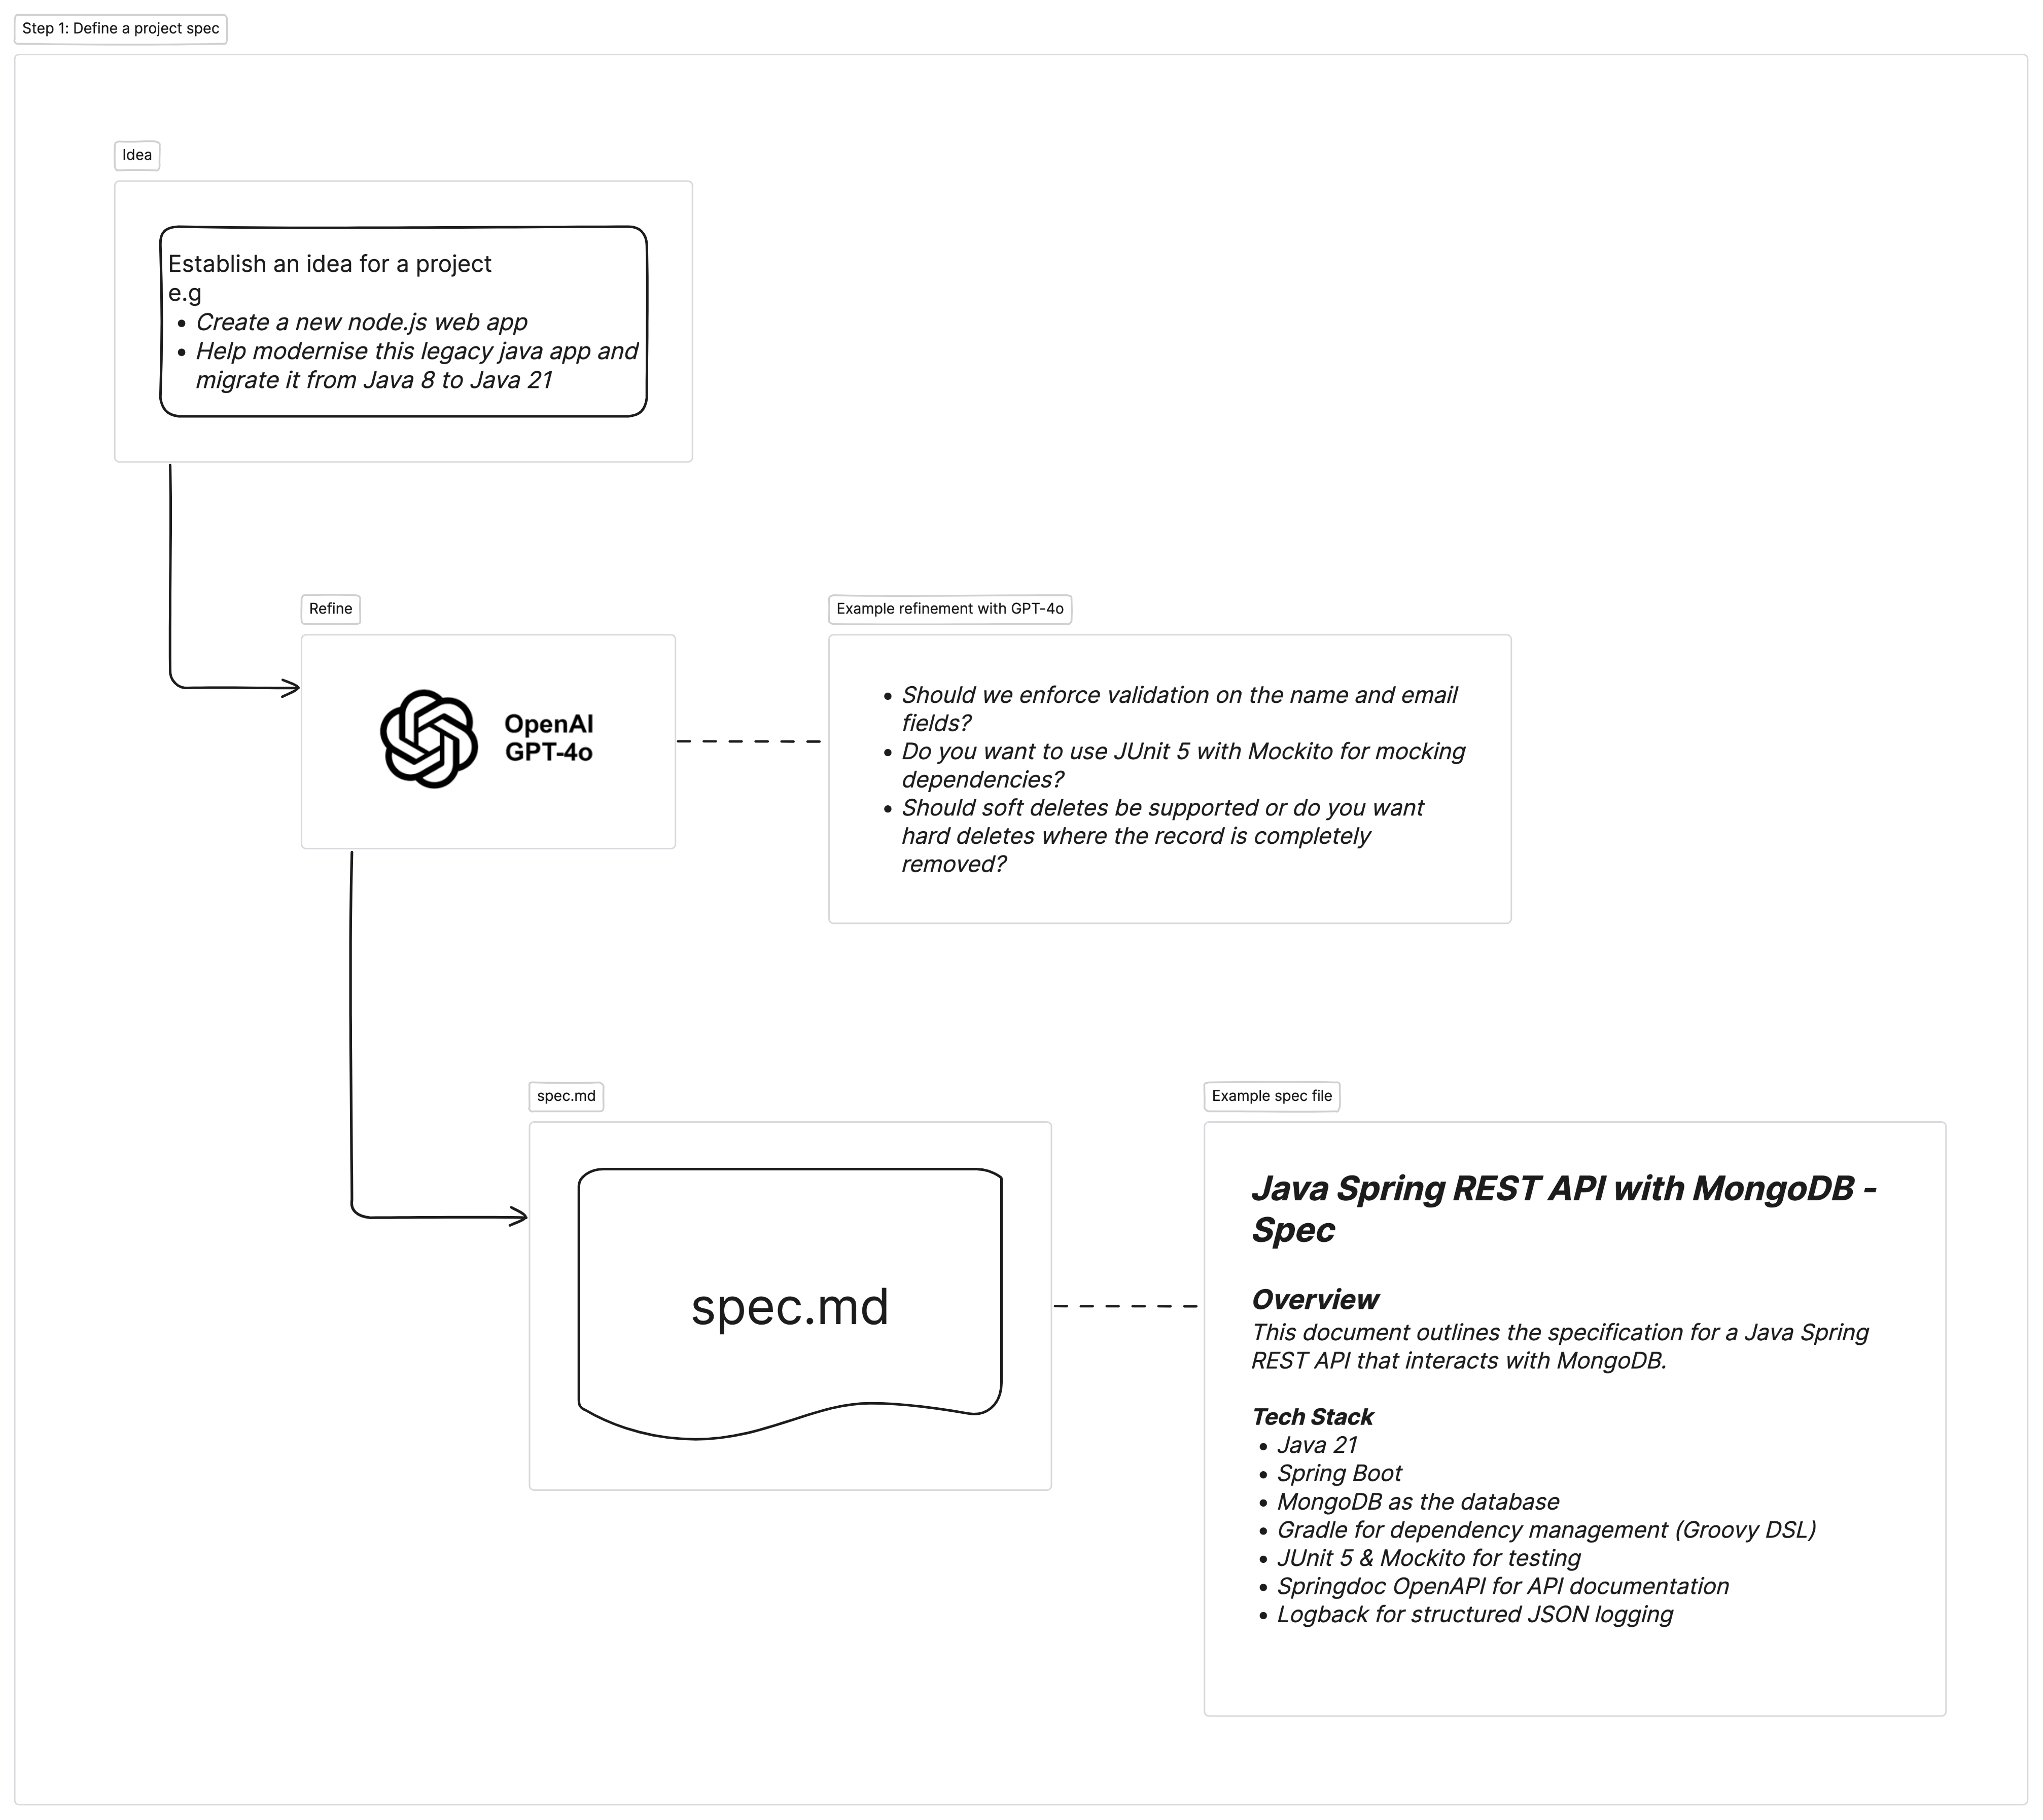 Step 1: Define a project spec
Idea
Establish an idea for a project
e.g
• Create a new node.js web app
• Help modernise this legacy java app and
migrate it from Java 8 to Java 21
Refine
OpenAI
GPT-4o
Example refinement with GPT-4o
• Should we enforce validation on the name and email
fields?
• Do you want to use JUnit 5 with Mockito for mocking
dependencies?
• Should soft deletes be supported or do you want
hard deletes where the record is completely
removed?
spec.md
spec.md
Example spec file
Java Spring REST API with MongoDB -
Spec
Overview
This document outlines the specification for a Java Spring
REST API that interacts with MongoDB.
Tech Stack
• Java 21
• Spring Boot
• MongoDB as the database
• Gradle for dependency management (Groovy DSL)
• JUnit 5 & Mockito for testing
• Springdoc OpenAPI for API documentation
• Logback for structured JSON logging